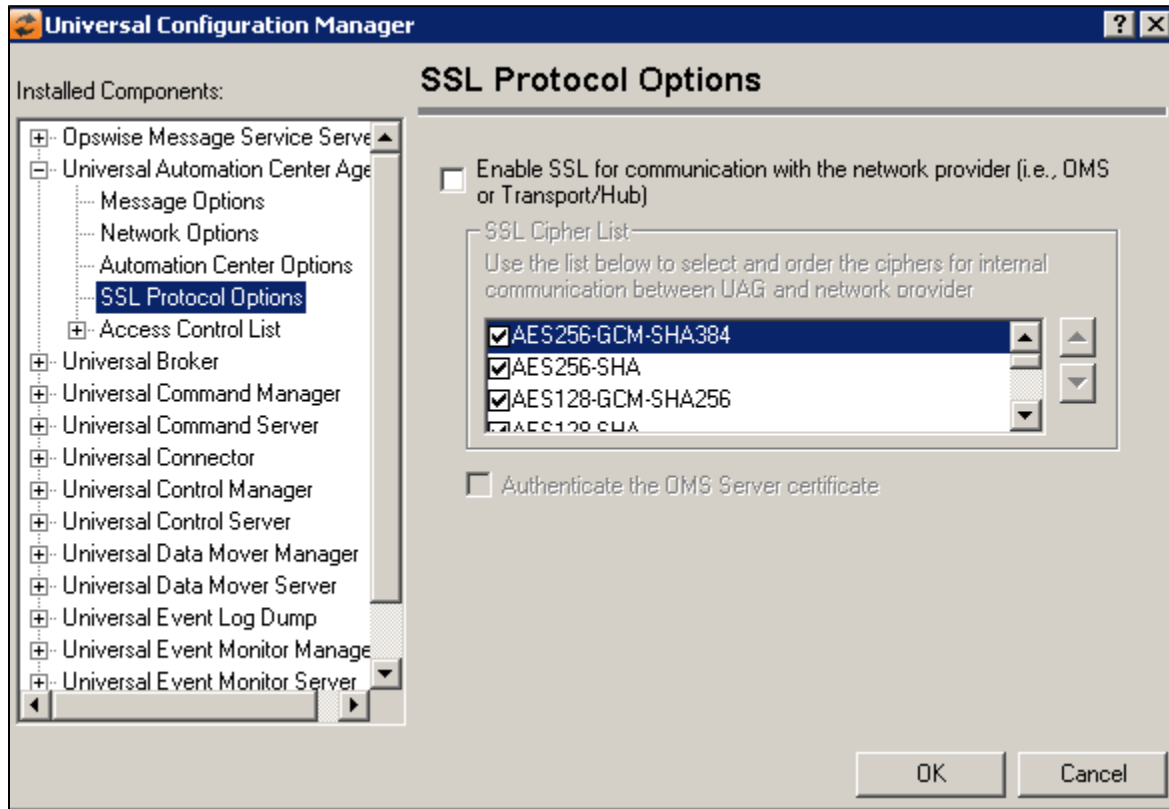 Universal Configuration Manager
Installed Components:
SSL Protocol Options
Opswise Message Service Serve
Universal Automation Center Age
Message Options
Network Options
Automation Center Options
SSL Protocol Options
Access Control List
Universal Broker
Universal Command Manager
Universal Command Server
Universal Connector
Universal Control Manager
Universal Control Server
Universal Data Mover Manager
Universal Data Mover Server
Universal Event Log Dump
Universal Event Monitor Manage
Universal Event Monitor Server
Enable SSL for communication with the network provider (i.e., OMS
or Transport/Hub)
SSL Cipher List
Use the list below to select and order the ciphers for internal
communication between UAG and network provider
AES256-GCM-SHA384
AES256-SHA
AES128-GCM-SHA256
AES128-SHA
Authenticate the OMS Server certificate
OK
Cancel